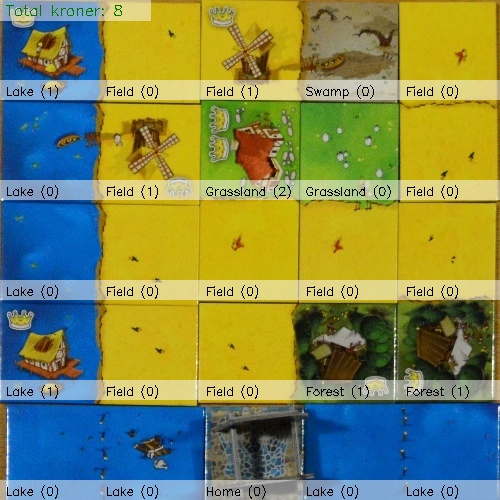 Total kroner: 8
Lake (1) Field (0) Field (1) Swamp (0) Field (0)
Lake (0) Field (1) Grassland (2) Grassland (0) Field (0)
Lake (0) Field (0) Field (0) Field (0) Field (0)
Lake (1) Field (0) Field (0) Forest (1) Forest (1)
Lake (0) Lake (0) Home (0) Lake (0) Lake (0)